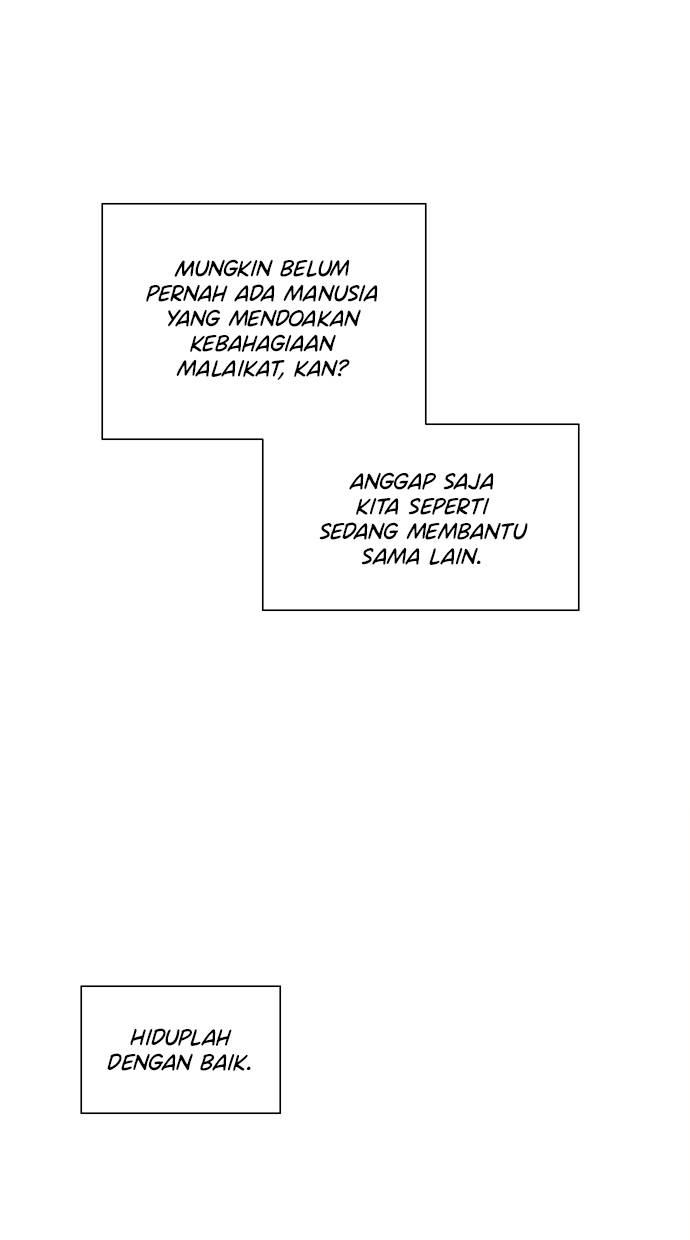 MUNGKIN BELUM
PERNAH ADA MANUSIA
YANG MENDOAKAN
KEBAHAGIAAN
MALAIKAT, KAN?
ANGGAP SAJA
KITA SEPERTI
SEDANG MEMBANTU
SAMA LAIN.
HIDUPLAH
DENGAN BAIK.